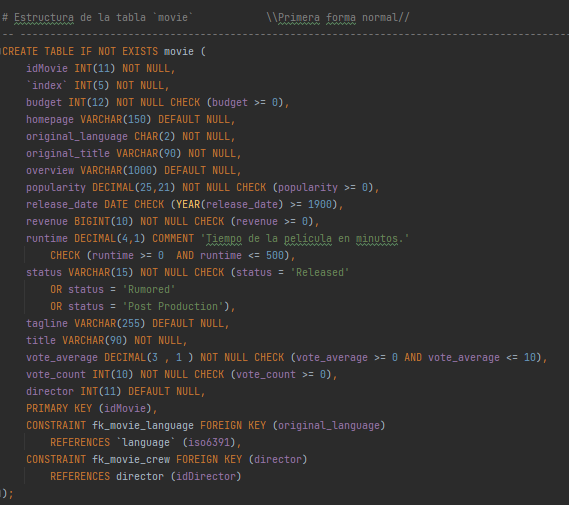 # Estructura de la tabla `movie`            \\Primera forma normal//
-- ------------------------------------------------------------------------------------------
CREATE TABLE IF NOT EXISTS movie (
    idMovie INT(11) NOT NULL,
    `index` INT(5) NOT NULL,
    budget INT(12) NOT NULL CHECK (budget >= 0),
    homepage VARCHAR(150) DEFAULT NULL,
    original_language CHAR(2) NOT NULL,
    original_title VARCHAR(90) NOT NULL,
    overview VARCHAR(1000) DEFAULT NULL,
    popularity DECIMAL(25,21) NOT NULL CHECK (popularity >= 0),
    release_date DATE CHECK (YEAR(release_date) >= 1900),
    revenue BIGINT(10) NOT NULL CHECK (revenue >= 0),
    runtime DECIMAL(4,1) COMMENT 'Tiempo de la película en minutos.'
        CHECK (runtime >= 0  AND runtime <= 500),
    status VARCHAR(15) NOT NULL CHECK (status = 'Released'
        OR status = 'Rumored'
        OR status = 'Post Production'),
    tagline VARCHAR(255) DEFAULT NULL,
    title VARCHAR(90) NOT NULL,
    vote_average DECIMAL(3 , 1 ) NOT NULL CHECK (vote_average >= 0 AND vote_average <= 10),
    vote_count INT(10) NOT NULL CHECK (vote_count >= 0),
    director INT(11) DEFAULT NULL,
    PRIMARY KEY (idMovie),
    CONSTRAINT fk_movie_language FOREIGN KEY (original_language)
        REFERENCES `language` (iso6391),
    CONSTRAINT fk_movie_crew FOREIGN KEY (director)
        REFERENCES director (idDirector)
);